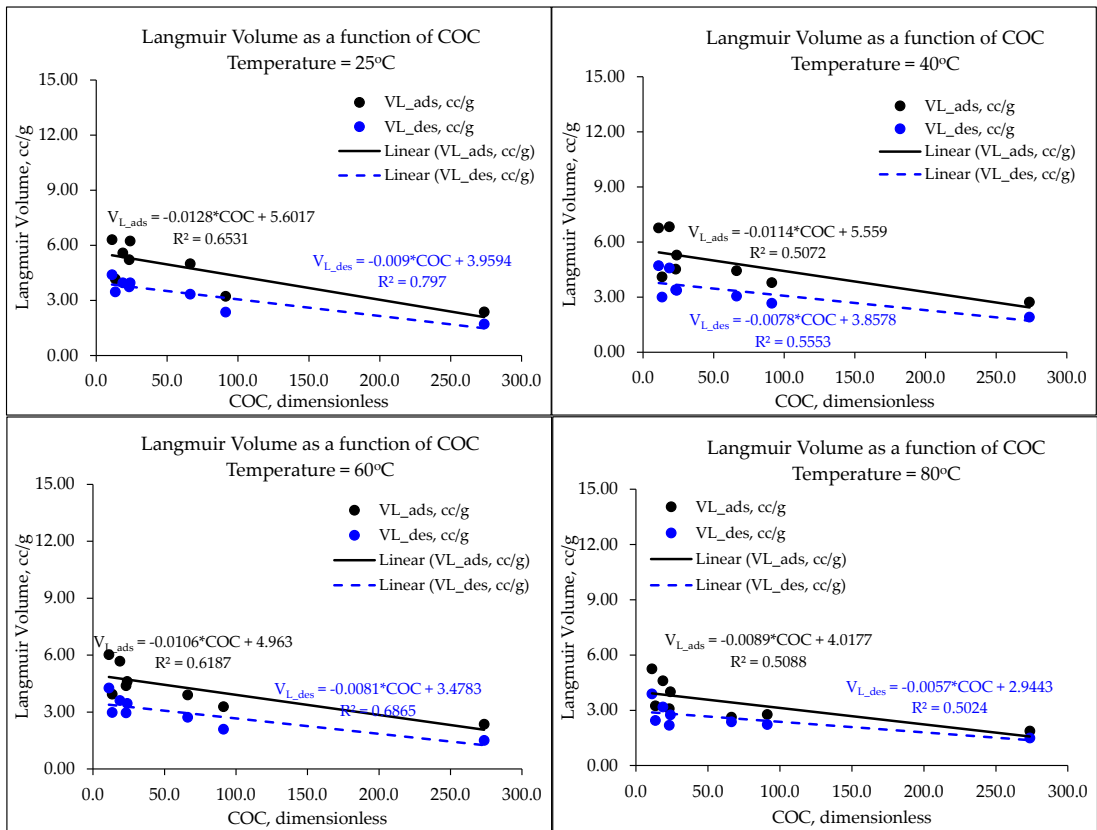 Langmuir Volume as a function of COC
Temperature = 25°C
15.00
12.00
9.00
6.00
3.00
0.00
Langmuir Volume, cc/g
VL_ads, cc/g
VL_des, cc/g
Linear (VL_ads, cc/g)
Linear (VL_des, cc/g)
V_L_ads = -0.0128*COC + 5.6017
R² = 0.6531
V_L_des = -0.009*COC + 3.9594
R² = 0.797
0.0 50.0 100.0 150.0 200.0 250.0 300.0
COC, dimensionless
Langmuir Volume as a function of COC
Temperature = 40°C
15.00
12.00
9.00
6.00
3.00
0.00
Langmuir Volume, cc/g
VL_ads, cc/g
VL_des, cc/g
Linear (VL_ads, cc/g)
Linear (VL_des, cc/g)
V_L_ads = -0.0114*COC + 5.559
R² = 0.5072
V_L_des = -0.0078*COC + 3.8578
R² = 0.5553
0.0 50.0 100.0 150.0 200.0 250.0 300.0
COC, dimensionless
Langmuir Volume as a function of COC
Temperature = 60°C
15.00
12.00
9.00
6.00
3.00
0.00
Langmuir Volume, cc/g
VL_ads, cc/g
VL_des, cc/g
Linear (VL_ads, cc/g)
Linear (VL_des, cc/g)
V_L_ads = -0.0106*COC + 4.963
R² = 0.6187
V_L_des = -0.0081*COC + 3.4783
R² = 0.6865
0.0 50.0 100.0 150.0 200.0 250.0 300.0
COC, dimensionless
Langmuir Volume as a function of COC
Temperature = 80°C
15.00
12.00
9.00
6.00
3.00
0.00
Langmuir Volume, cc/g
VL_ads, cc/g
VL_des, cc/g
Linear (VL_ads, cc/g)
Linear (VL_des, cc/g)
V_L_ads = -0.0089*COC + 4.0177
R² = 0.5088
V_L_des = -0.0057*COC + 2.9443
R² = 0.5024
0.0 50.0 100.0 150.0 200.0 250.0 300.0
COC, dimensionless